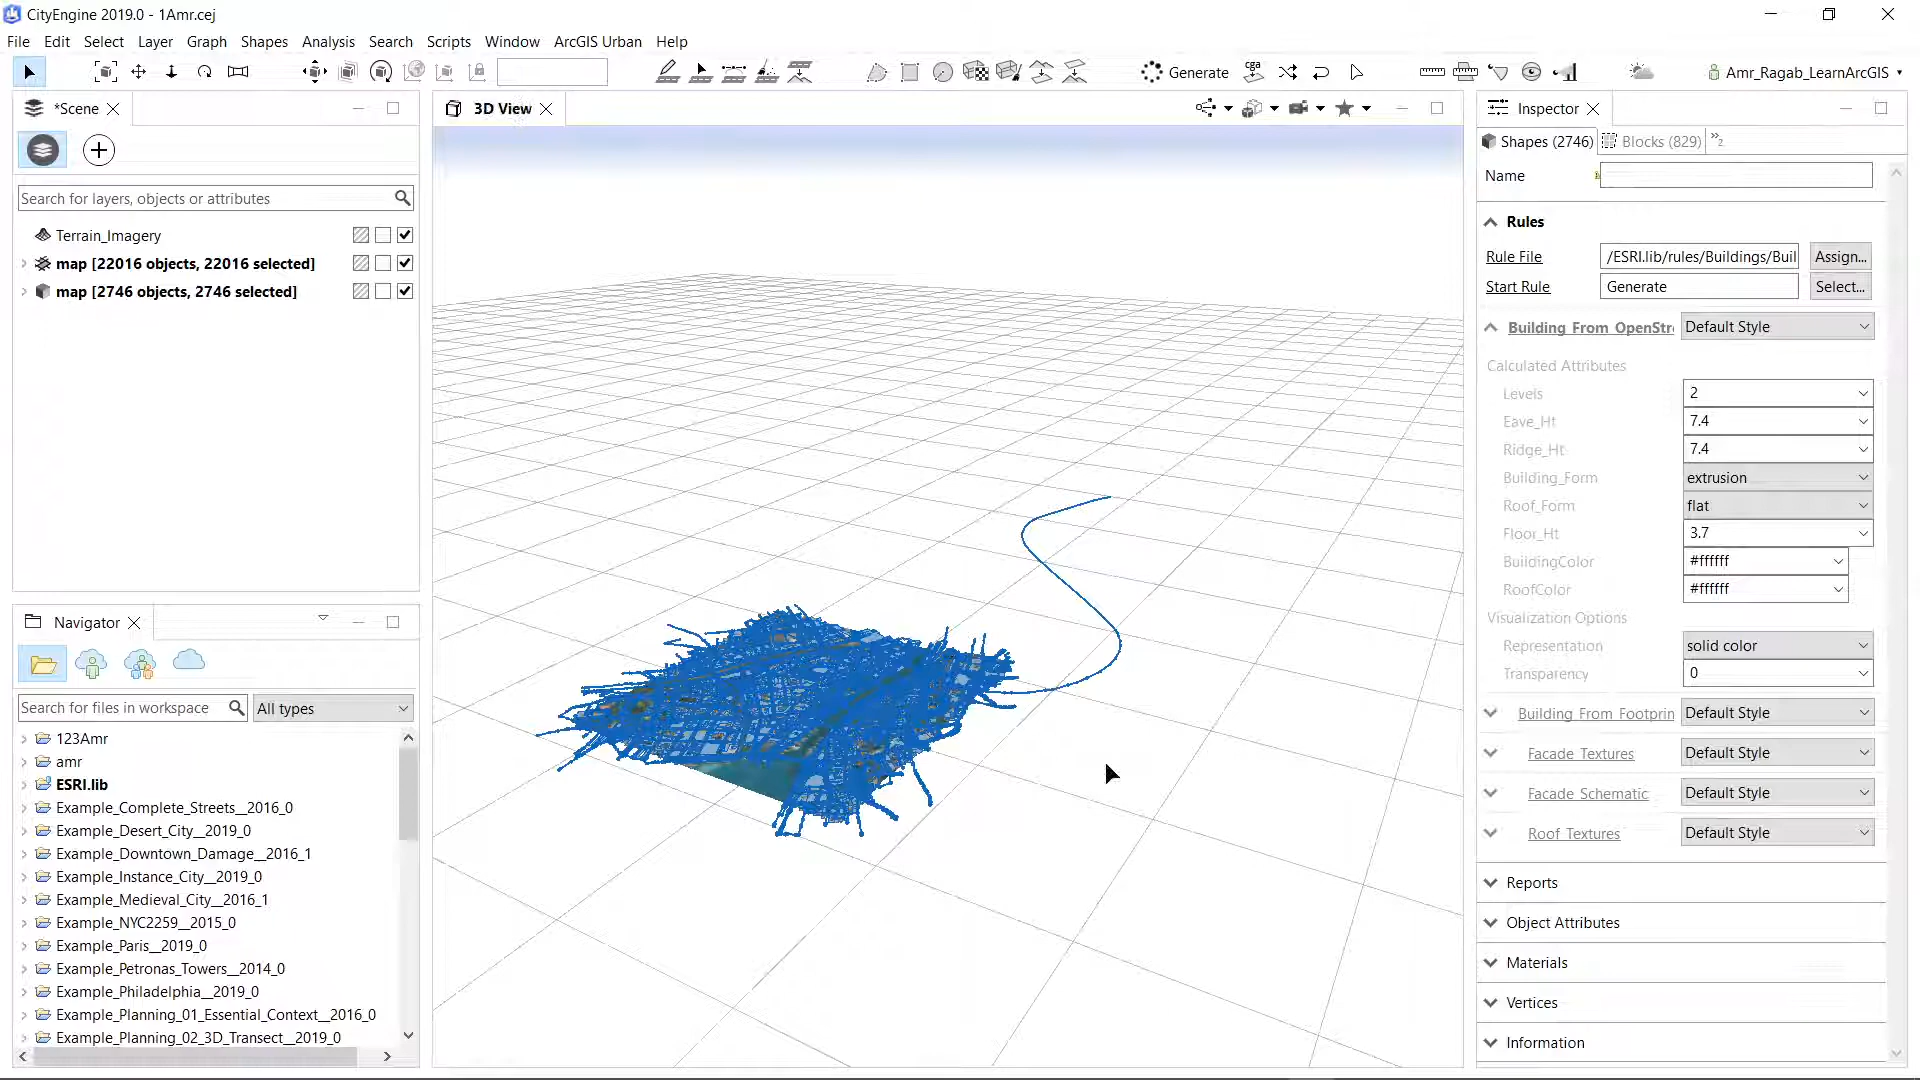 CityEngine 2019.0 - 1Amr.cej
File Edit Select Layer Graph Shapes Analysis Search Scripts Window ArcGIS Urban Help
Generate cga Amr_Ragab_LearnArcGIS
*Scene
3D View
Inspector
Shapes (2746) Blocks (829) »2
Name
Search for layers, objects or attributes
Rules
Terrain_Imagery
Rule File /ESRI.lib/rules/Buildings/Buil Assign...
map [22016 objects, 22016 selected]
Start Rule Generate Select...
map [2746 objects, 2746 selected]
Building_From_OpenStr Default Style
Calculated Attributes
Levels 2
Eave_Ht 7.4
Ridge_Ht 7.4
Building_Form extrusion
Roof_Form flat
Floor_Ht 3.7
BuildingColor #ffffff
RoofColor #ffffff
Visualization Options
Representation solid color
Transparency 0
Building_From_Footprin Default Style
Facade_Textures Default Style
Facade_Schematic Default Style
Roof_Textures Default Style
Reports
Object Attributes
Materials
Vertices
Information
Navigator
Search for files in workspace All types
123Amr
amr
ESRI.lib
Example_Complete_Streets__2016_0
Example_Desert_City__2019_0
Example_Downtown_Damage__2016_1
Example_Instance_City__2019_0
Example_Medieval_City__2016_1
Example_NYC2259__2015_0
Example_Paris__2019_0
Example_Petronas_Towers__2014_0
Example_Philadelphia__2019_0
Example_Planning_01_Essential_Context__2016_0
Example_Planning_02_3D_Transect__2019_0